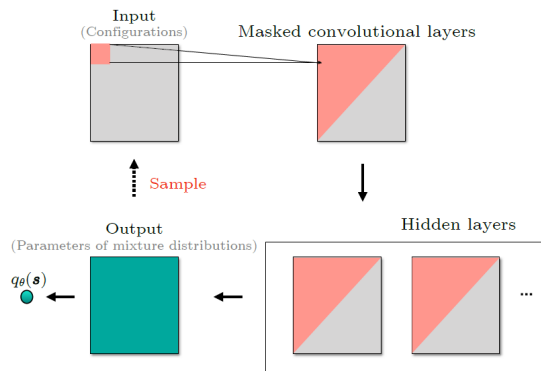 Input
(Configurations)
Masked convolutional layers
Sample
Output
(Parameters of mixture distributions)
Hidden layers
qθ(s)
...